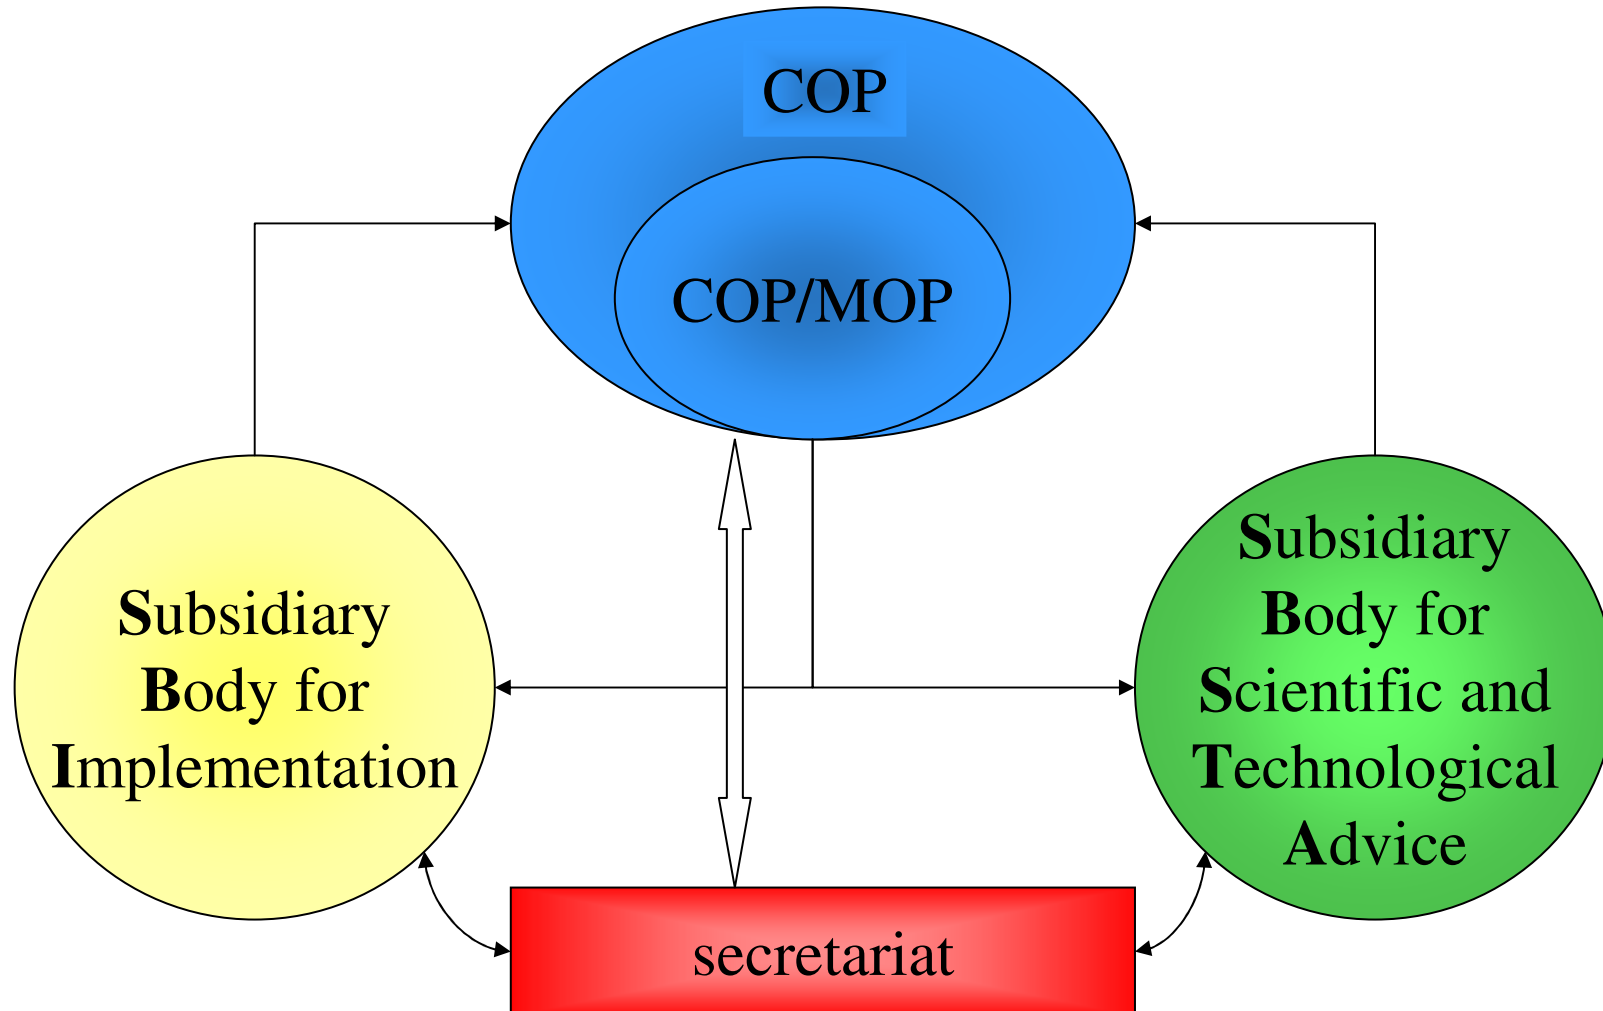 COP
COP/MOP
Subsidiary
Body for
Implementation
Subsidiary
Body for
Scientific and
Technological
Advice
secretariat